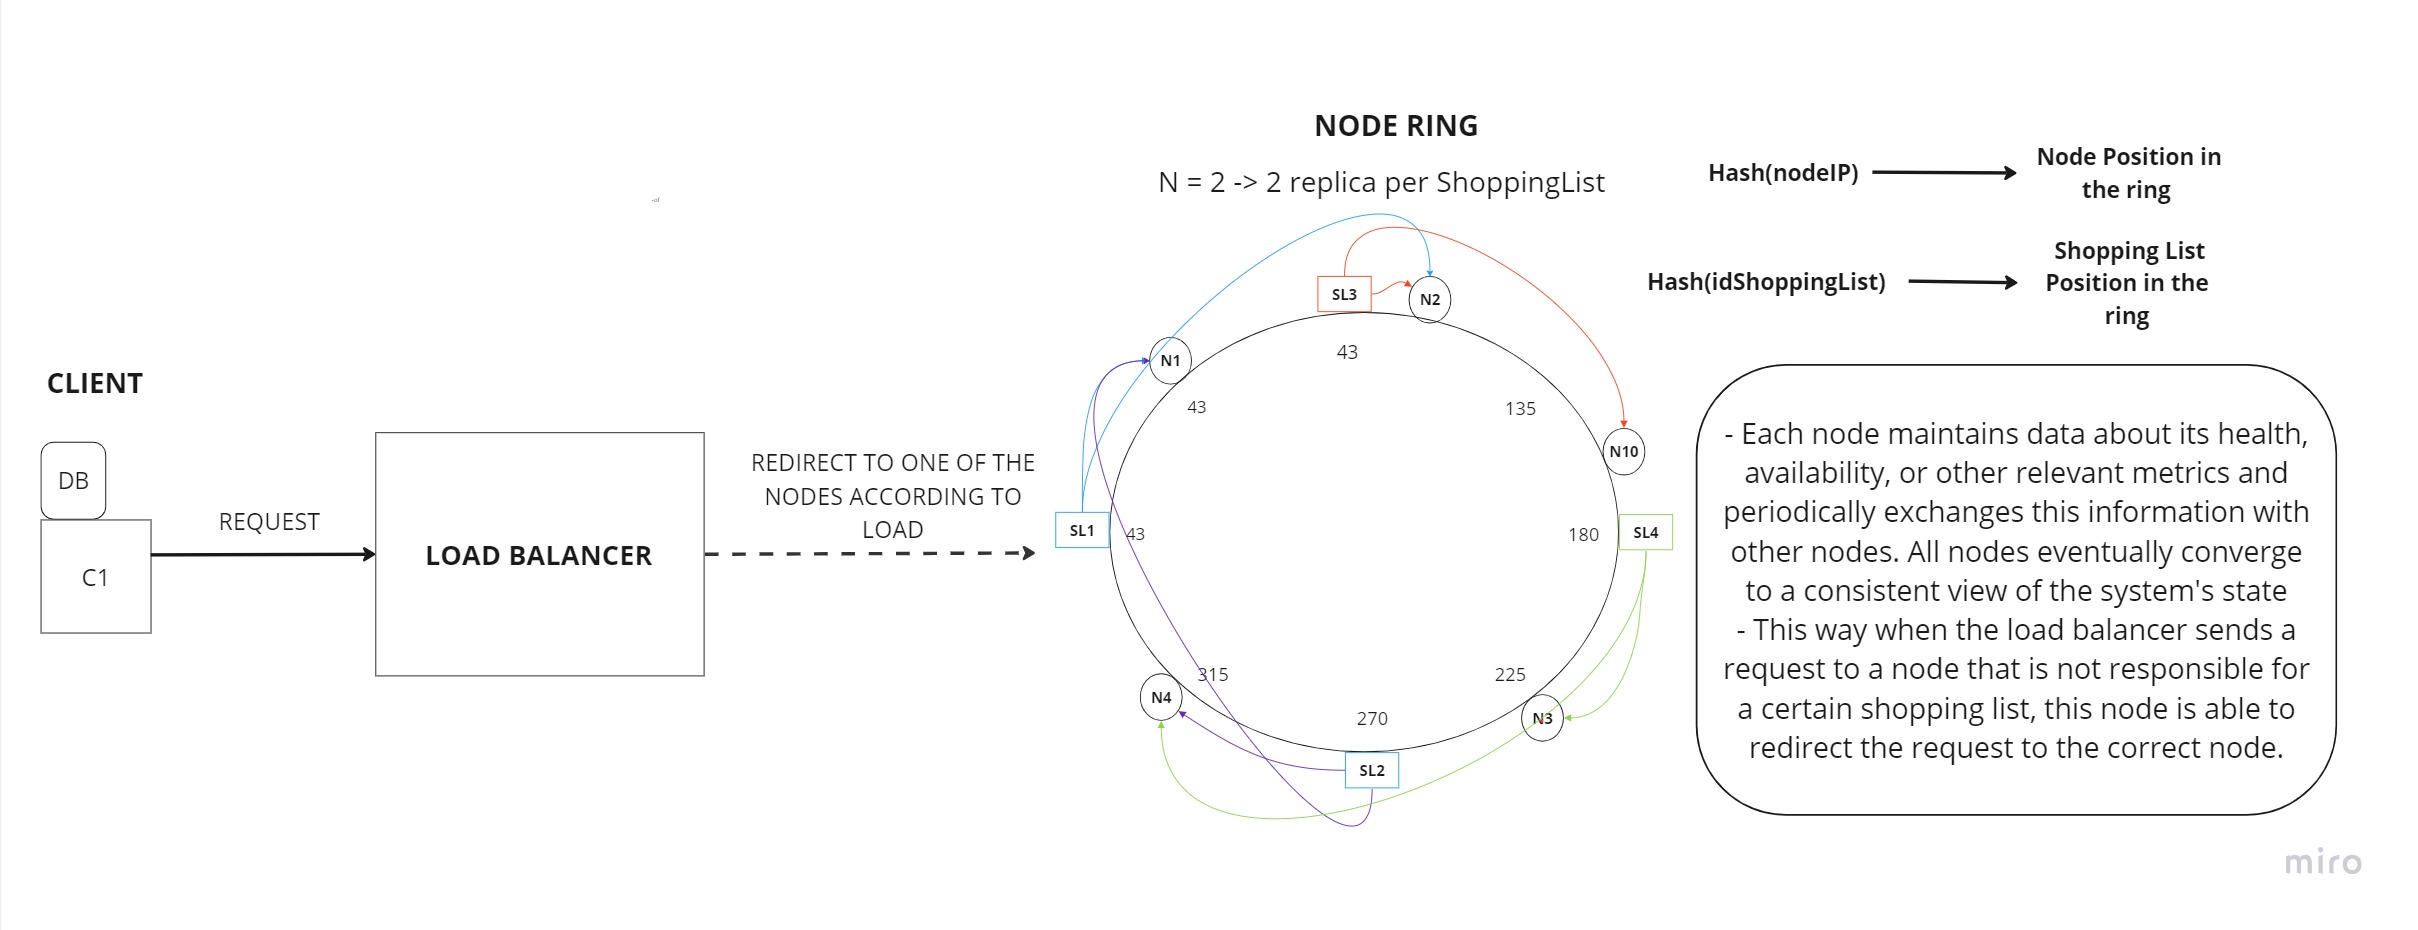 NODE RING
N = 2 -> 2 replica per ShoppingList
Hash(nodeIP)
Node Position in
the ring
Hash(idShoppingList)
Shopping List
Position in the
ring
CLIENT
DB
C1
REQUEST
LOAD BALANCER
REDIRECT TO ONE OF THE
NODES ACCORDING TO
LOAD
SL3
N2
N1
43
43
135
N10
SL1
43
180
SL4
315
225
N4
N3
270
SL2
- Each node maintains data about its health,
availability, or other relevant metrics and
periodically exchanges this information with
other nodes. All nodes eventually converge
to a consistent view of the system's state
- This way when the load balancer sends a
request to a node that is not responsible for
a certain shopping list, this node is able to
redirect the request to the correct node.
miro